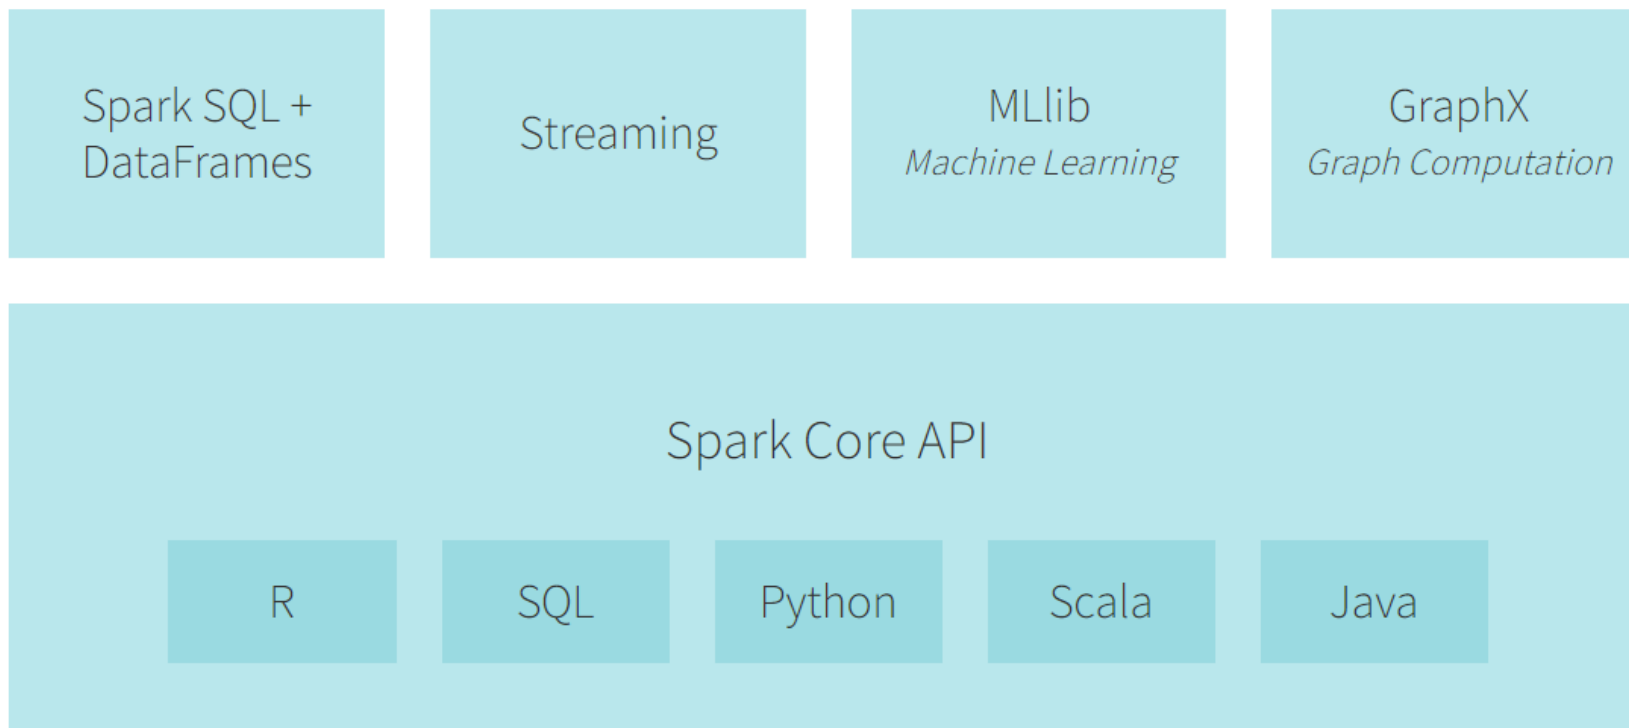 Spark SQL +
DataFrames
Streaming
MLlib
Machine Learning
GraphX
Graph Computation
Spark Core API
R
SQL
Python
Scala
Java